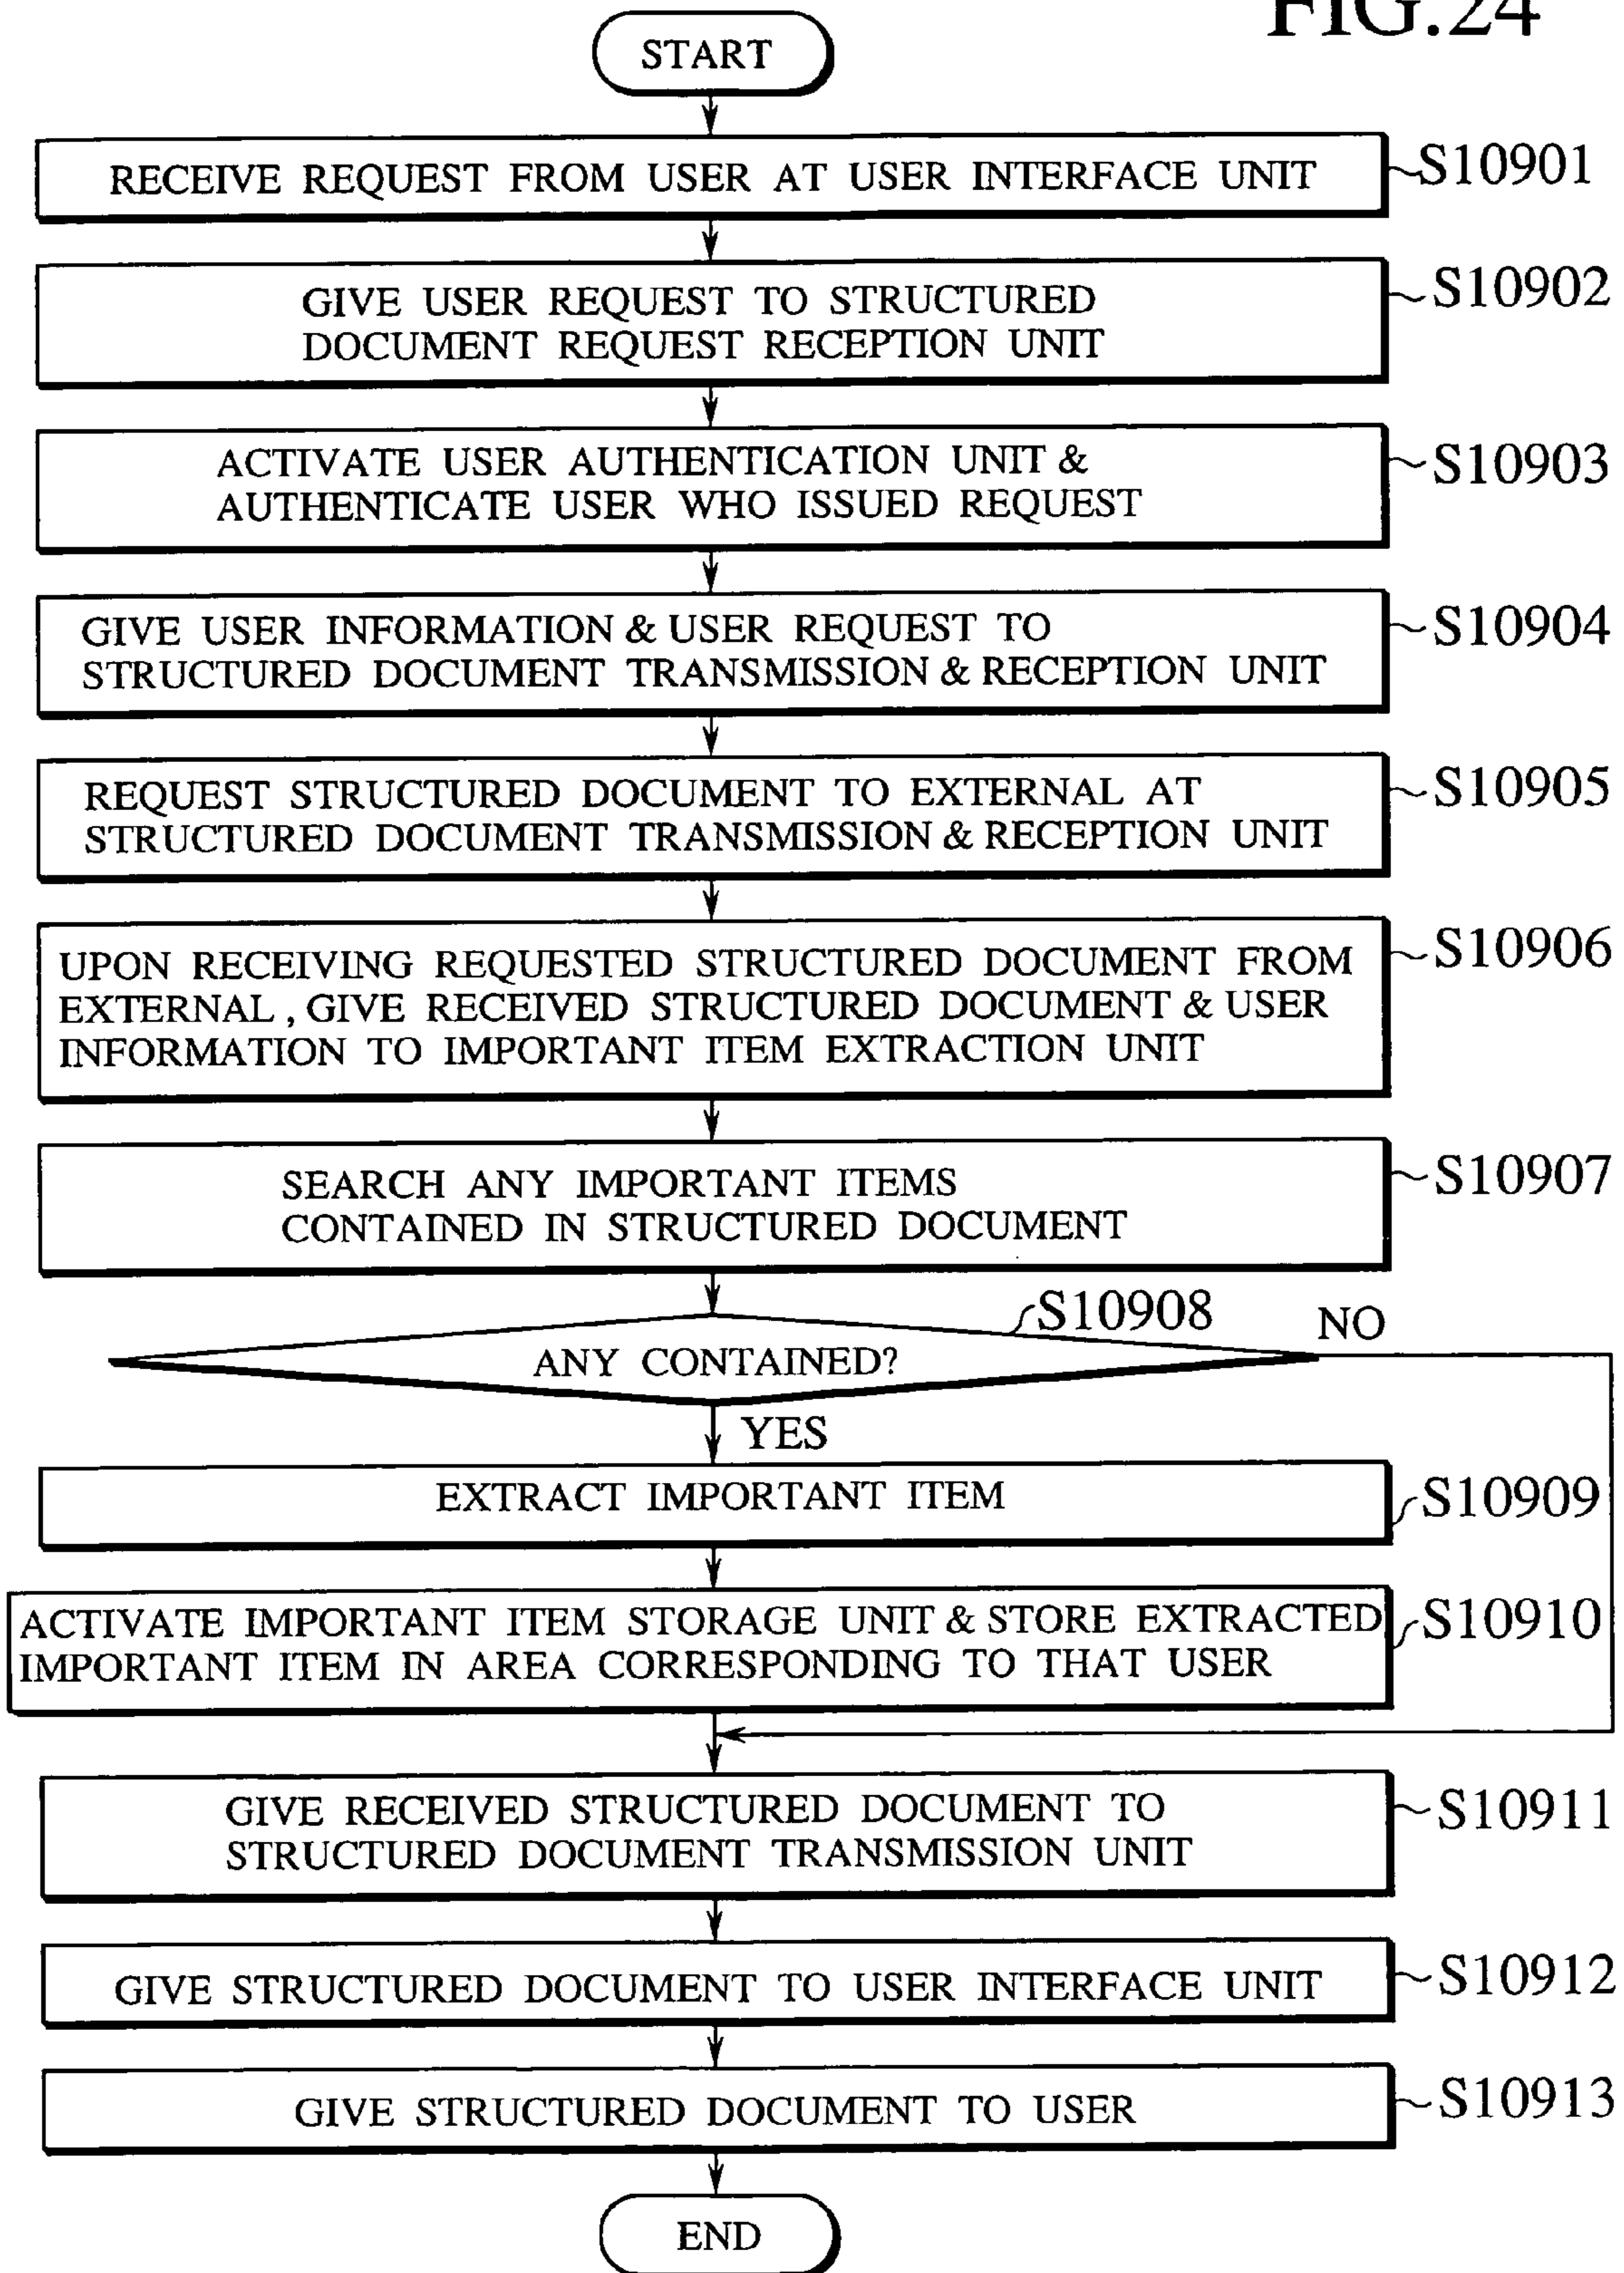 FIG.24
START
RECEIVE REQUEST FROM USER AT USER INTERFACE UNIT
S10901
GIVE USER REQUEST TO STRUCTURED
DOCUMENT REQUEST RECEPTION UNIT
S10902
ACTIVATE USER AUTHENTICATION UNIT &
AUTHENTICATE USER WHO ISSUED REQUEST
S10903
GIVE USER INFORMATION & USER REQUEST TO
STRUCTURED DOCUMENT TRANSMISSION & RECEPTION UNIT
S10904
REQUEST STRUCTURED DOCUMENT TO EXTERNAL AT
STRUCTURED DOCUMENT TRANSMISSION & RECEPTION UNIT
S10905
UPON RECEIVING REQUESTED STRUCTURED DOCUMENT FROM
EXTERNAL , GIVE RECEIVED STRUCTURED DOCUMENT & USER
INFORMATION TO IMPORTANT ITEM EXTRACTION UNIT
S10906
SEARCH ANY IMPORTANT ITEMS
CONTAINED IN STRUCTURED DOCUMENT
S10907
S10908
NO
ANY CONTAINED?
YES
EXTRACT IMPORTANT ITEM
S10909
ACTIVATE IMPORTANT ITEM STORAGE UNIT & STORE EXTRACTED
IMPORTANT ITEM IN AREA CORRESPONDING TO THAT USER
S10910
GIVE RECEIVED STRUCTURED DOCUMENT TO
STRUCTURED DOCUMENT TRANSMISSION UNIT
S10911
GIVE STRUCTURED DOCUMENT TO USER INTERFACE UNIT
S10912
GIVE STRUCTURED DOCUMENT TO USER
S10913
END